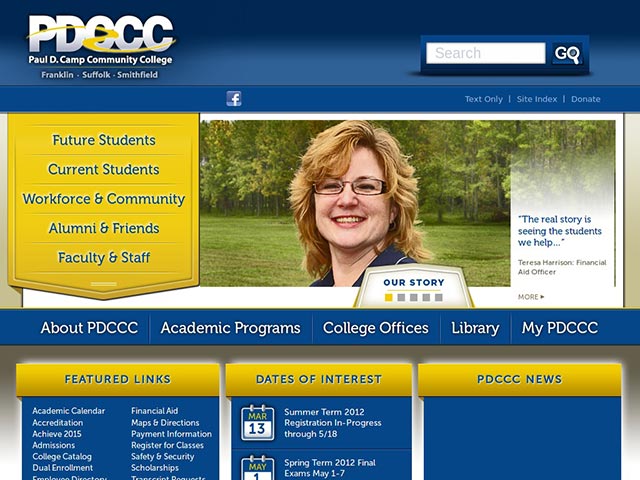 PDCCC
Paul D. Camp Community College
Franklin · Suffolk · Smithfield
Search
GO
f
Text Only | Site Index | Donate
Future Students
Current Students
Workforce & Community
Alumni & Friends
Faculty & Staff
"The real story is
seeing the students
we help..."
Teresa Harrison: Financial
Aid Officer
MORE
OUR STORY
About PDCCC
Academic Programs
College Offices
Library
My PDCCC
FEATURED LINKS
Academic Calendar
Accreditation
Achieve 2015
Admissions
College Catalog
Dual Enrollment
Employee Directory
Financial Aid
Maps & Directions
Payment Information
Register for Classes
Safety & Security
Scholarships
Transcript Requests
DATES OF INTEREST
MAR
13
Summer Term 2012
Registration In-Progress
through 5/18
MAY
1
Spring Term 2012 Final
Exams May 1-7
PDCCC NEWS